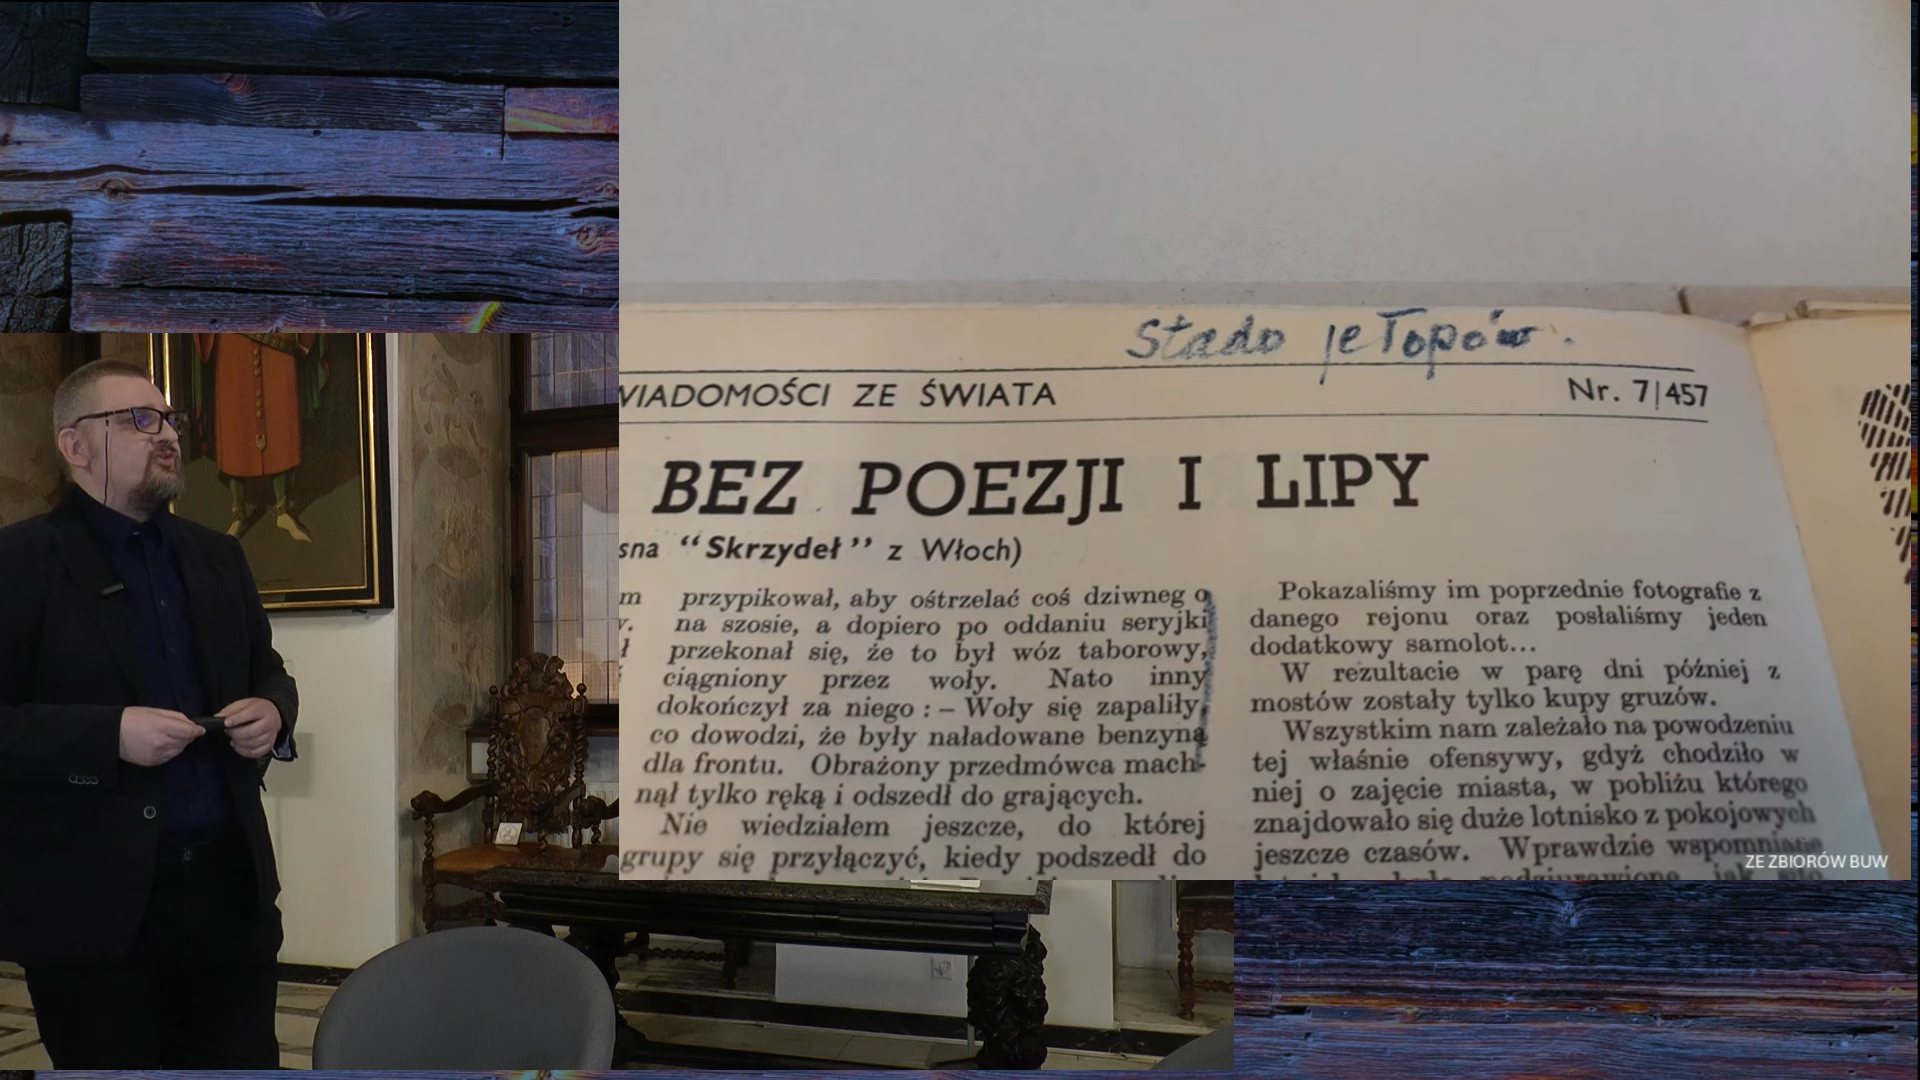 Stado jełopów.
WIADOMOŚCI ZE ŚWIATA Nr. 7|457
BEZ POEZJI I LIPY
sna “Skrzydeł” z Włoch)
m przypikował, aby ośtrzelać coś dziwneg o
na szosie, a dopiero po oddaniu seryjki
przekonał się, że to był wóz taborowy,
ciągniony przez woły. Nato inny
dokończył za niego : – Woły się zapaliły,
co dowodzi, że były naładowane benzyną
dla frontu. Obrażony przedmówca mach-
nął tylko ręką i odszedł do grających.
Nie wiedziałem jeszcze, do której
grupy się przyłączyć, kiedy podszedł do
Pokazaliśmy im poprzednie fotografie z
danego rejonu oraz posłaliśmy jeden
dodatkowy samolot...
W rezultacie w parę dni później z
mostów zostały tylko kupy gruzów.
Wszystkim nam zależało na powodzeniu
tej właśnie ofensywy, gdyż chodziło w
niej o zajęcie miasta, w pobliżu którego
znajdowało się duże lotnisko z pokojowych
jeszcze czasów. Wprawdzie wspomniane
ZE ZBIORÓW BUW